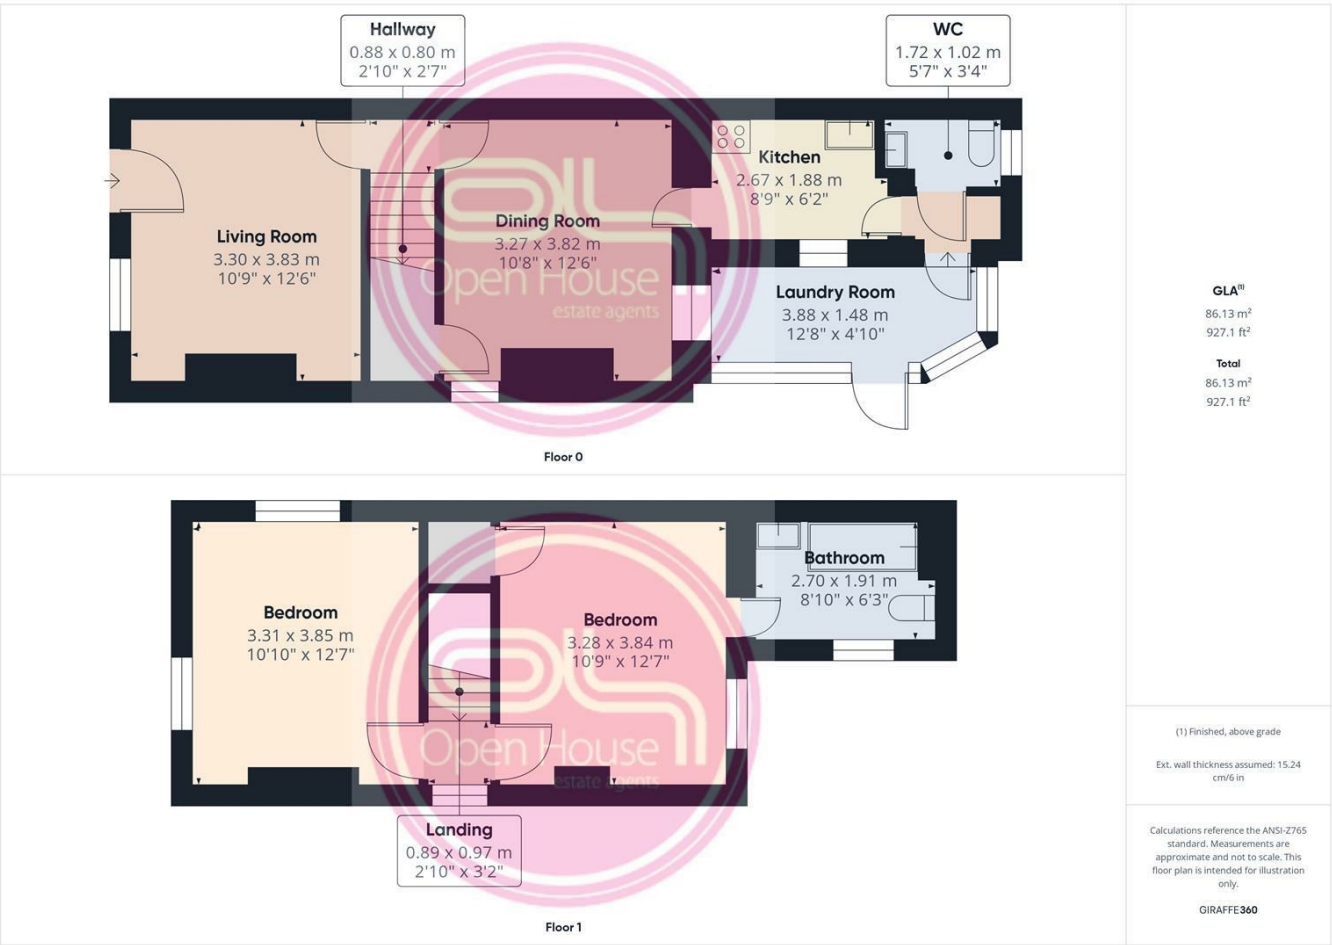 Hallway
0.88 x 0.80 m
2'10" x 2'7"
WC
1.72 x 1.02 m
5'7" x 3'4"
Kitchen
2.67 x 1.88 m
8'9" x 6'2"
Living Room
3.30 x 3.83 m
10'9" x 12'6"
Dining Room
3.27 x 3.82 m
10'8" x 12'6"
Open House
estate agents
Laundry Room
3.88 x 1.48 m
12'8" x 4'10"
Floor 0
Bedroom
3.31 x 3.85 m
10'10" x 12'7"
Bedroom
3.28 x 3.84 m
10'9" x 12'7"
Bathroom
2.70 x 1.91 m
8'10" x 6'3"
Open House
estate agents
Landing
0.89 x 0.97 m
2'10" x 3'2"
Floor 1
GLA⁽¹⁾
86.13 m²
927.1 ft²
Total
86.13 m²
927.1 ft²
(1) Finished, above grade
Ext. wall thickness assumed: 15.24
cm/6 in
Calculations reference the ANSI-Z765
standard. Measurements are
approximate and not to scale. This
floor plan is intended for illustration
only.
GIRAFFE360